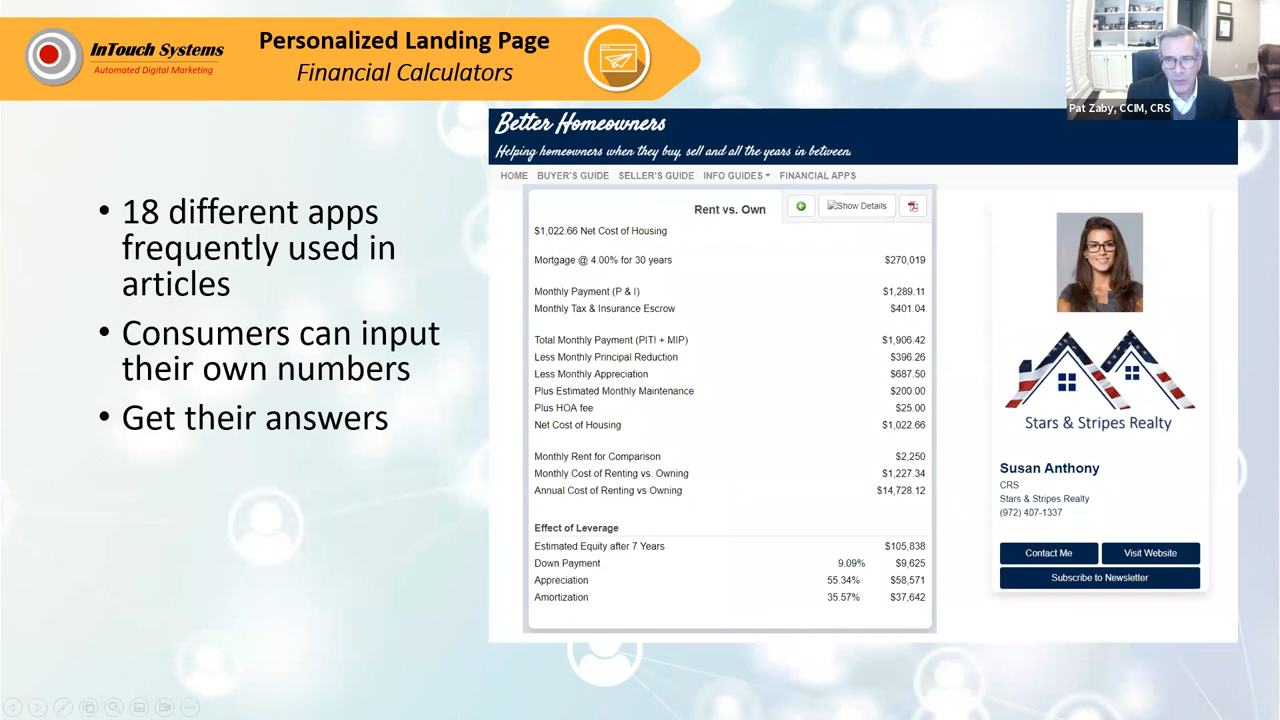 InTouch Systems
Automated Digital Marketing
Personalized Landing Page
Financial Calculators
Pat Zaby, CCIM, CRS
• 18 different apps
frequently used in
articles
• Consumers can input
their own numbers
• Get their answers
Better Homeowners
Helping homeowners when they buy, sell and all the years in between.
HOME BUYER'S GUIDE SELLER'S GUIDE INFO GUIDES FINANCIAL APPS
Rent vs. Own
Show Details
$1,022.66 Net Cost of Housing
Mortgage @ 4.00% for 30 years $270,019
Monthly Payment (P & I) $1,289.11
Monthly Tax & Insurance Escrow $401.04
Total Monthly Payment (PITI + MIP) $1,906.42
Less Monthly Principal Reduction $396.26
Less Monthly Appreciation $687.50
Plus Estimated Monthly Maintenance $200.00
Plus HOA fee $25.00
Net Cost of Housing $1,022.66
Monthly Rent for Comparison $2,250
Monthly Cost of Renting vs. Owning $1,227.34
Annual Cost of Renting vs Owning $14,728.12
Effect of Leverage
Estimated Equity after 7 Years $105,838
Down Payment 9.09% $9,625
Appreciation 55.34% $58,571
Amortization 35.57% $37,642
Stars & Stripes Realty
Susan Anthony
CRS
Stars & Stripes Realty
(972) 407-1337
Contact Me
Visit Website
Subscribe to Newsletter